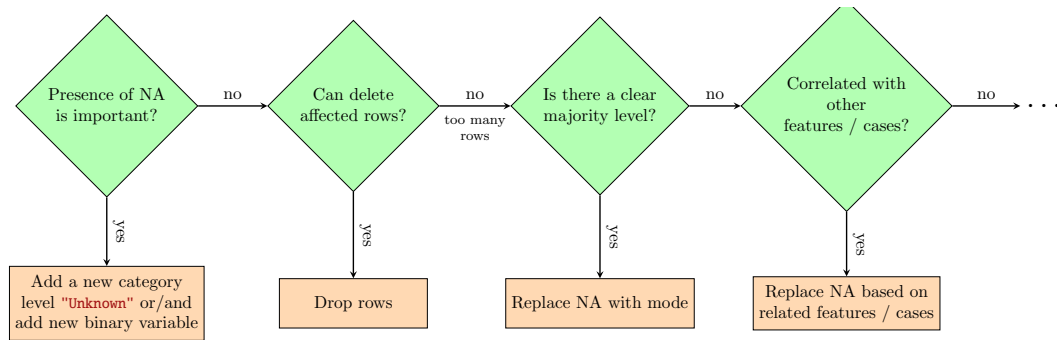 Presence of NA
is important?
no
Can delete
affected rows?
no
too many
rows
Is there a clear
majority level?
no
Correlated with
other
features / cases?
no
...
yes
yes
yes
yes
Add a new category
level "Unknown" or/and
add new binary variable
Drop rows
Replace NA with mode
Replace NA based on
related features / cases